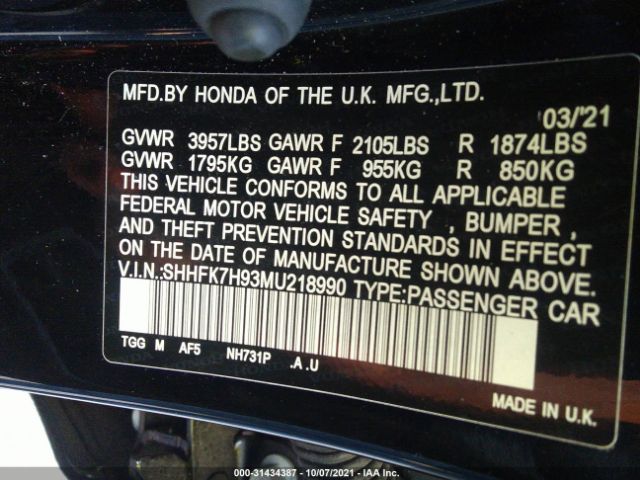 MFD.BY HONDA OF THE U.K. MFG.,LTD.
03/'21
GVWR 3957LBS GAWR F 2105LBS R 1874LBS
GVWR 1795KG GAWR F 955KG R 850KG
THIS VEHICLE CONFORMS TO ALL APPLICABLE
FEDERAL MOTOR VEHICLE SAFETY , BUMPER ,
AND THEFT PREVENTION STANDARDS IN EFFECT
ON THE DATE OF MANUFACTURE SHOWN ABOVE.
V.I.N.:SHHFK7H93MU218990 TYPE:PASSENGER CAR
TGG M AF5 NH731P .A .U
MADE IN U.K.
000-31434387 - 10/07/2021 - IAA Inc.